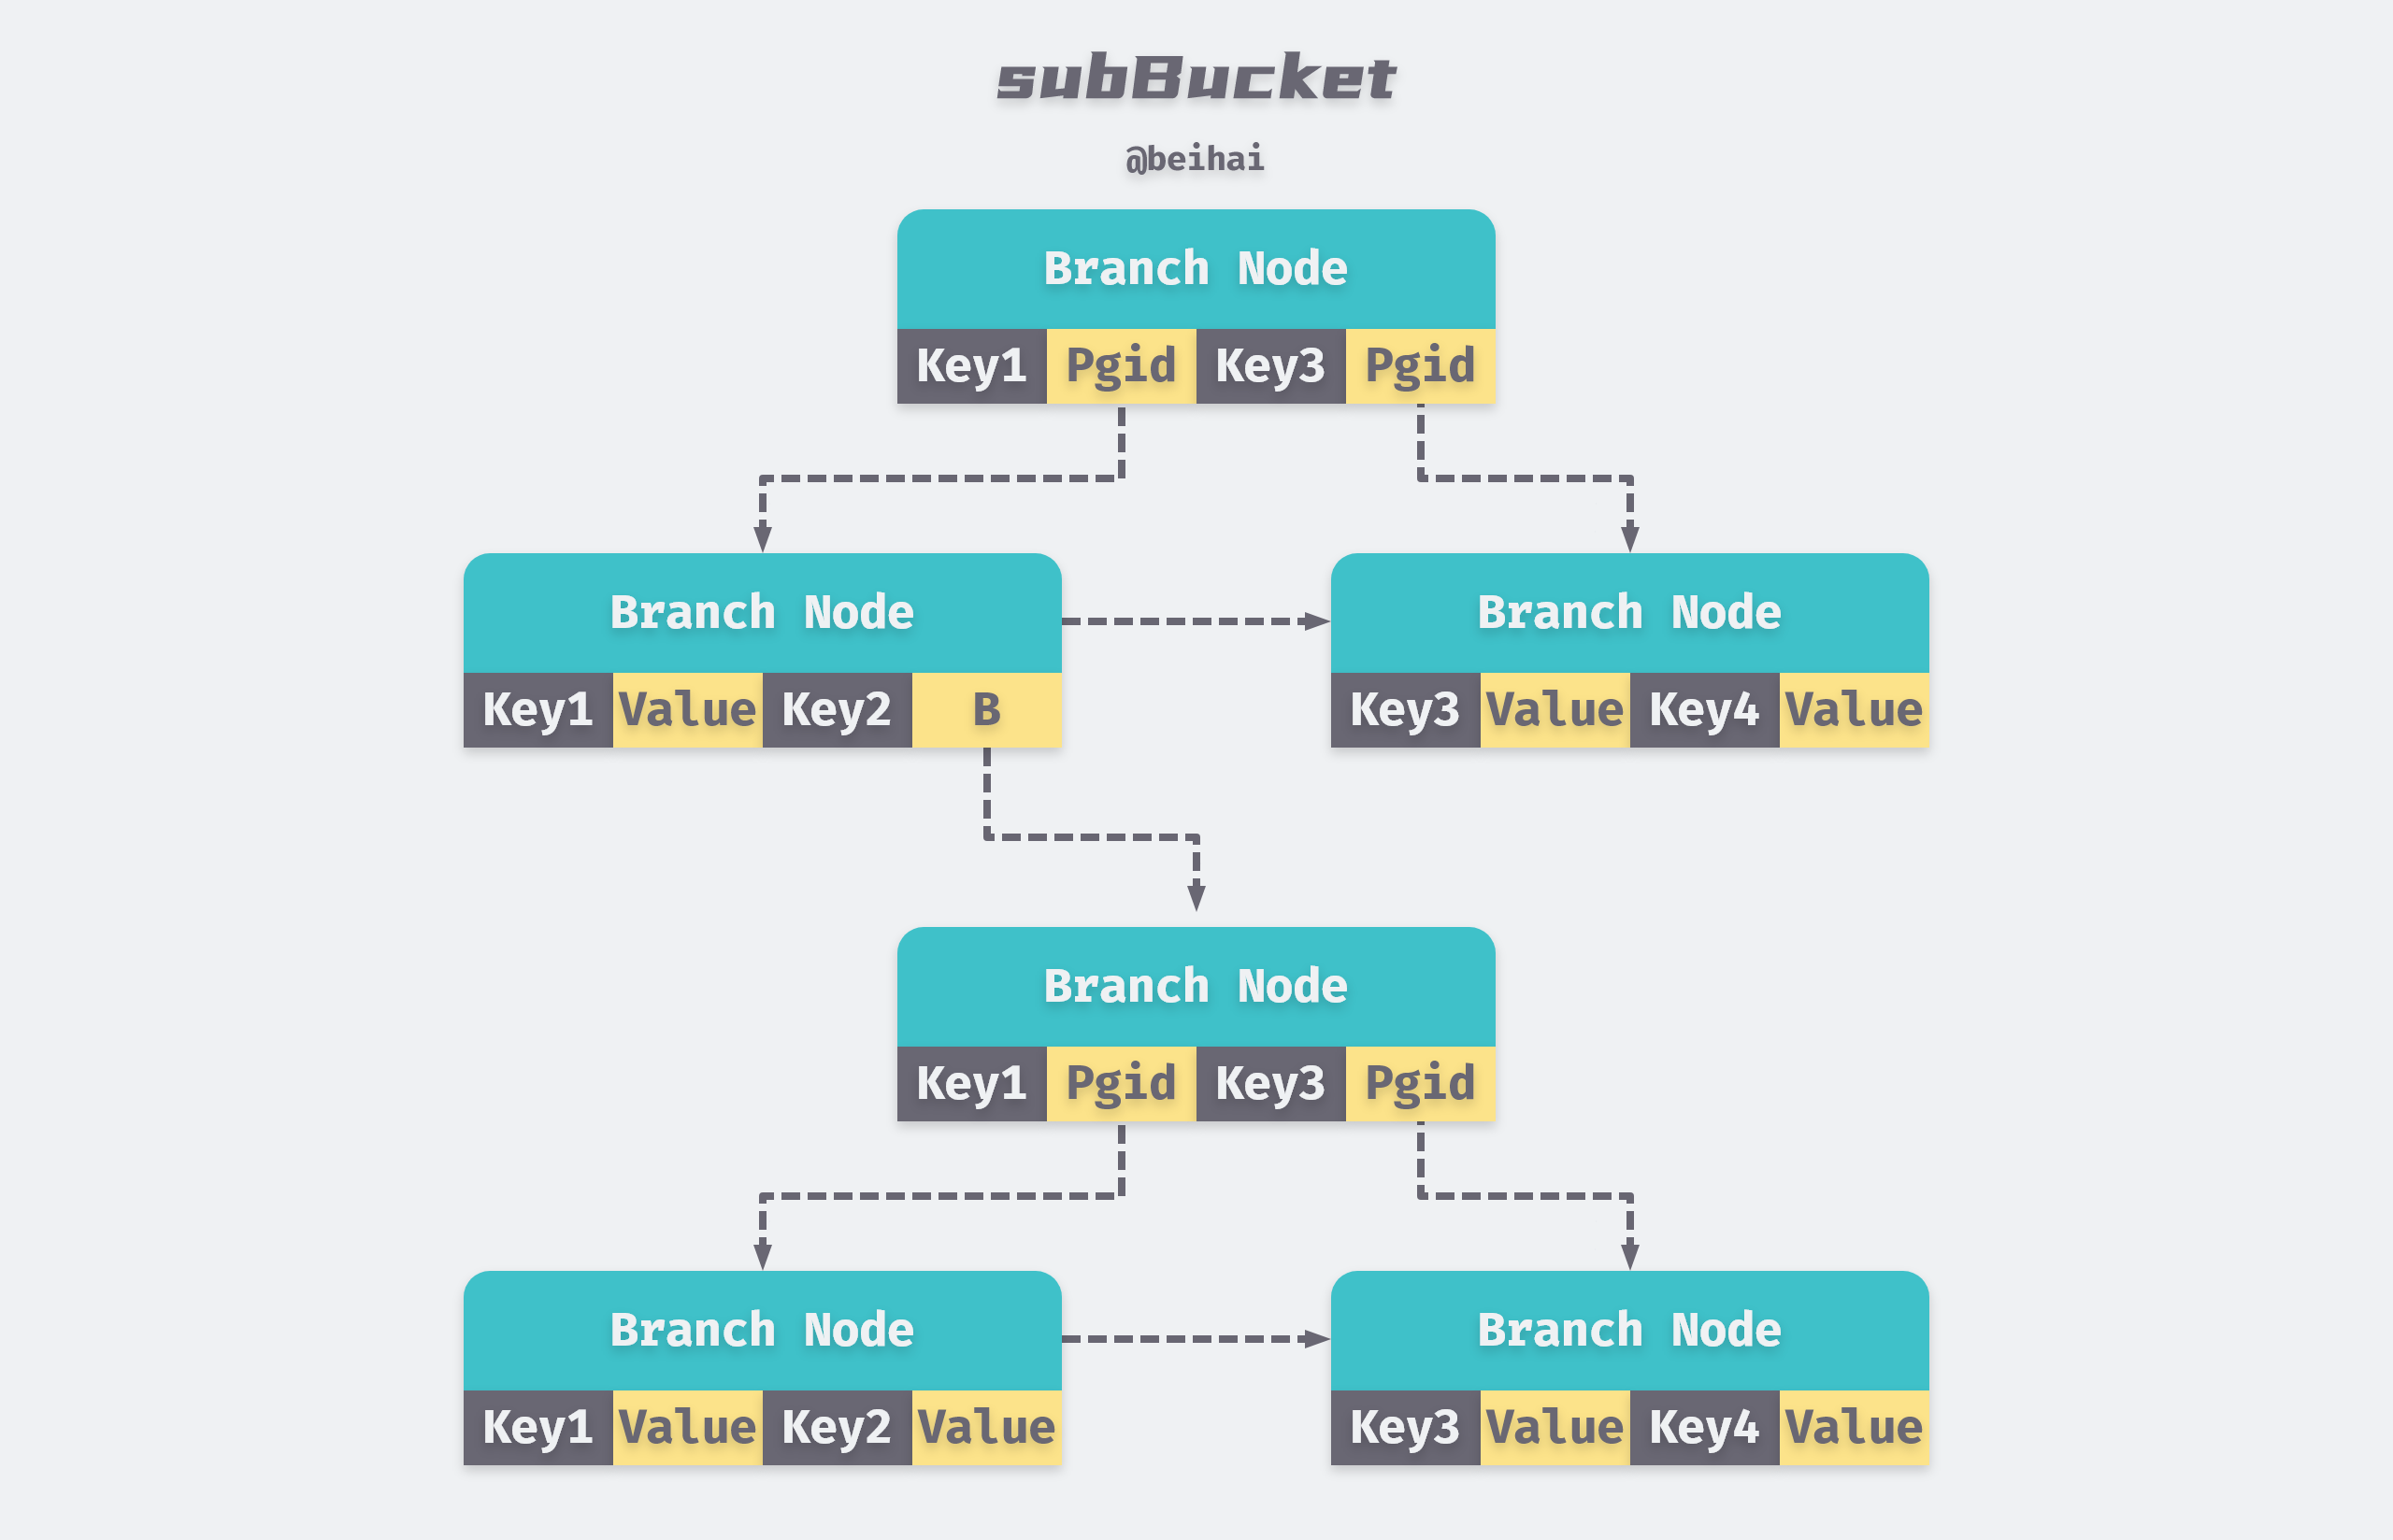 subBucket
@beihai
Branch Node
Key1 Pgid Key3 Pgid
Branch Node
Key1 Value Key2 B
Branch Node
Key3 Value Key4 Value
Branch Node
Key1 Pgid Key3 Pgid
Branch Node
Key1 Value Key2 Value
Branch Node
Key3 Value Key4 Value